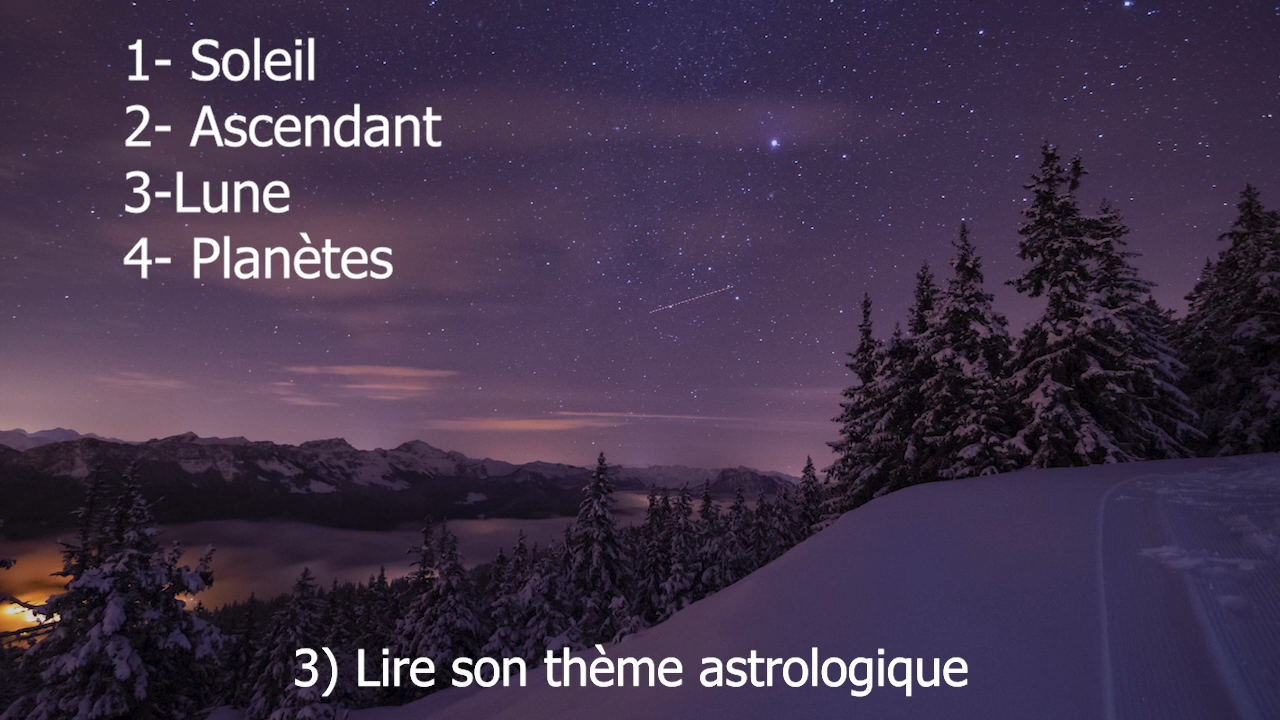 1- Soleil
2- Ascendant
3-Lune
4- Planètes
3) Lire son thème astrologique